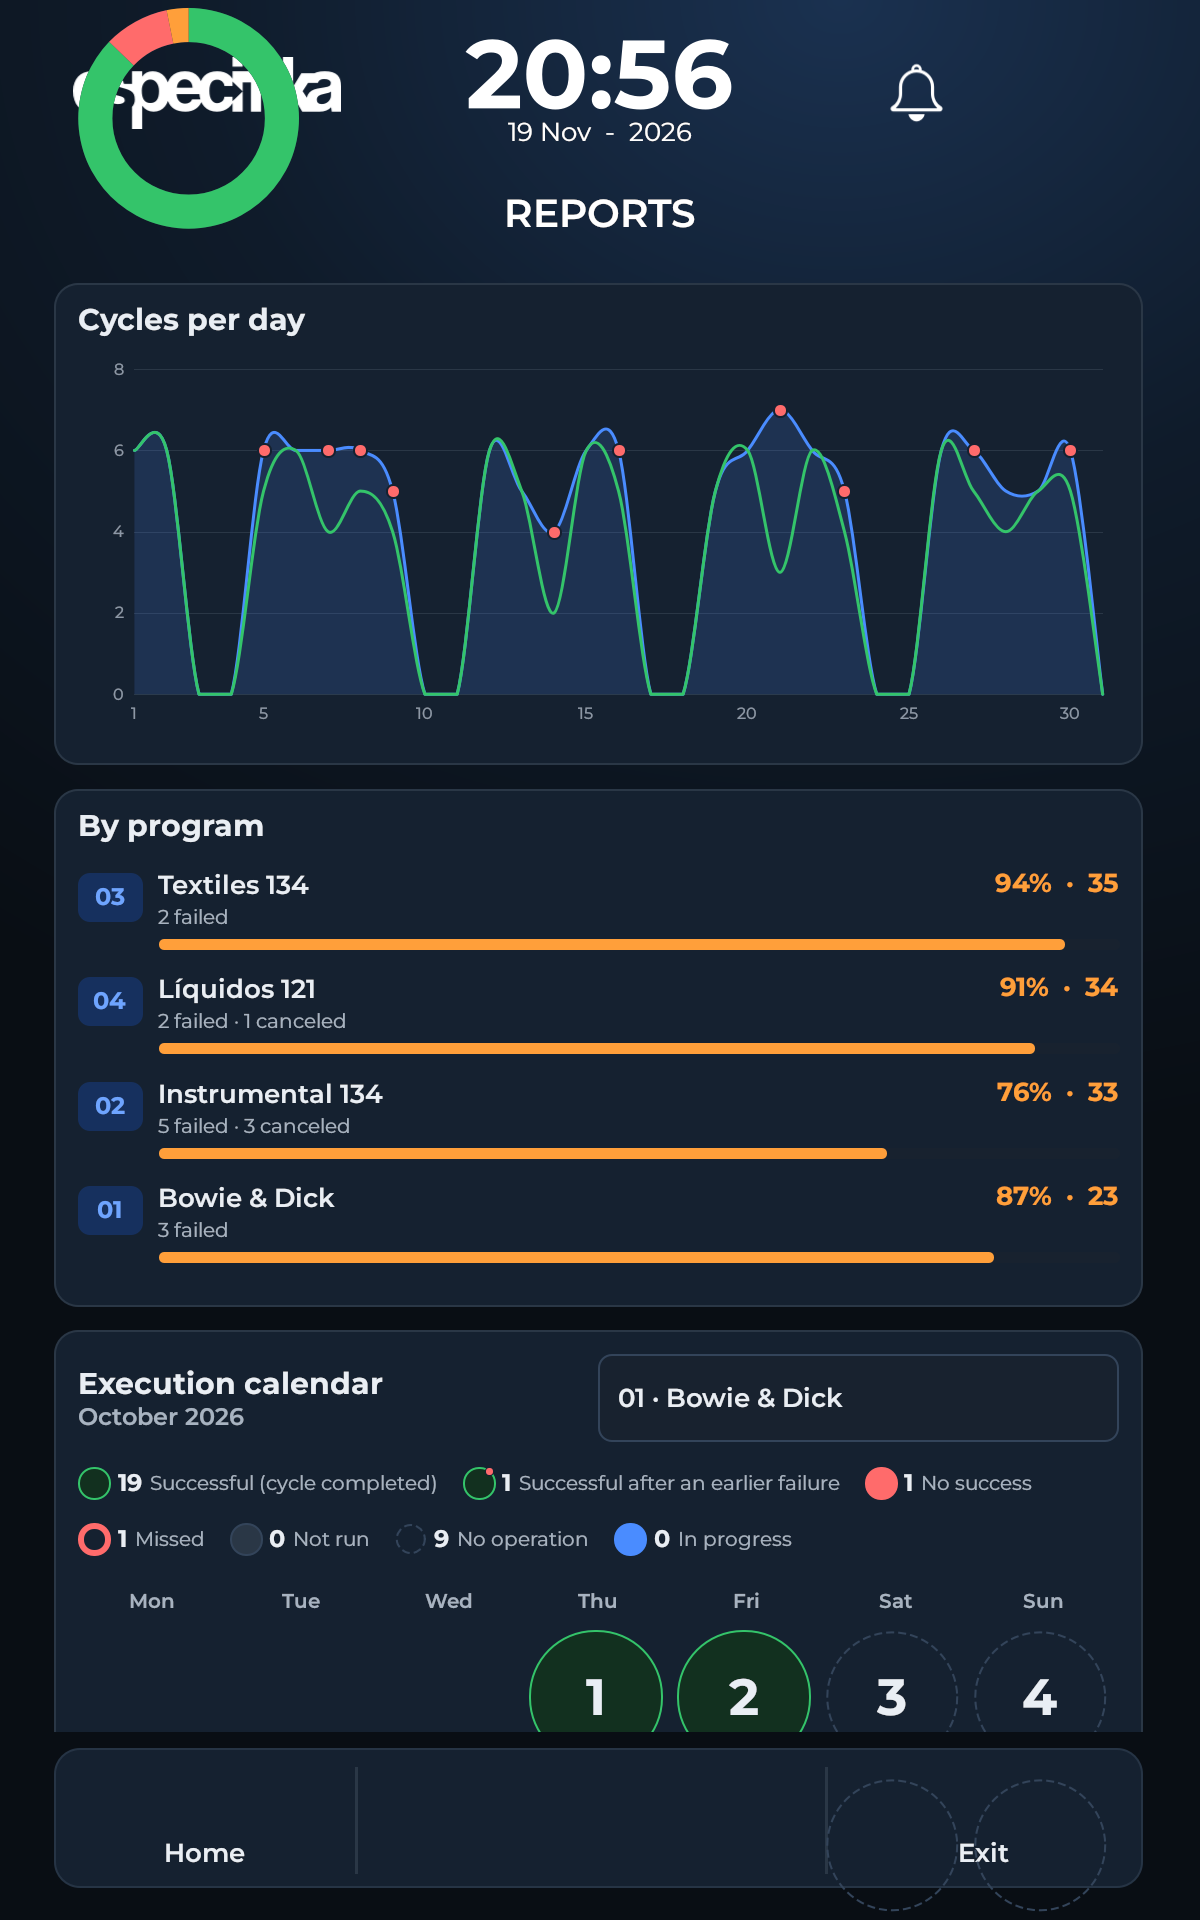 20:56
19 Nov - 2026
REPORTS
Cycles per day
8
6
4
2
0
1 5 10 15 20 25 30
By program
03 Textiles 134 94% · 35
2 failed
04 Líquidos 121 91% · 34
2 failed · 1 canceled
02 Instrumental 134 76% · 33
5 failed · 3 canceled
01 Bowie & Dick 87% · 23
3 failed
Execution calendar
October 2026
01 · Bowie & Dick
19 Successful (cycle completed) 1 Successful after an earlier failure 1 No success
1 Missed 0 Not run 9 No operation 0 In progress
Mon Tue Wed Thu Fri Sat Sun
1 2 3 4
Home Exit